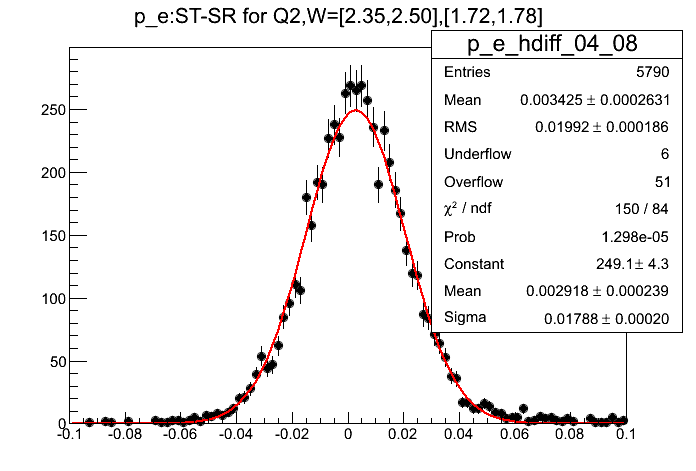 p_e:ST-SR for Q2,W=[2.35,2.50],[1.72,1.78]
p_e_hdiff_04_08
Entries 5790
Mean 0.003425 ± 0.0002631
RMS 0.01992 ± 0.000186
Underflow 6
Overflow 51
χ² / ndf 150 / 84
Prob 1.298e-05
Constant 249.1 ± 4.3
Mean 0.002918 ± 0.000239
Sigma 0.01788 ± 0.00020
250
200
150
100
50
0
-0.1 -0.08 -0.06 -0.04 -0.02 0 0.02 0.04 0.06 0.08 0.1